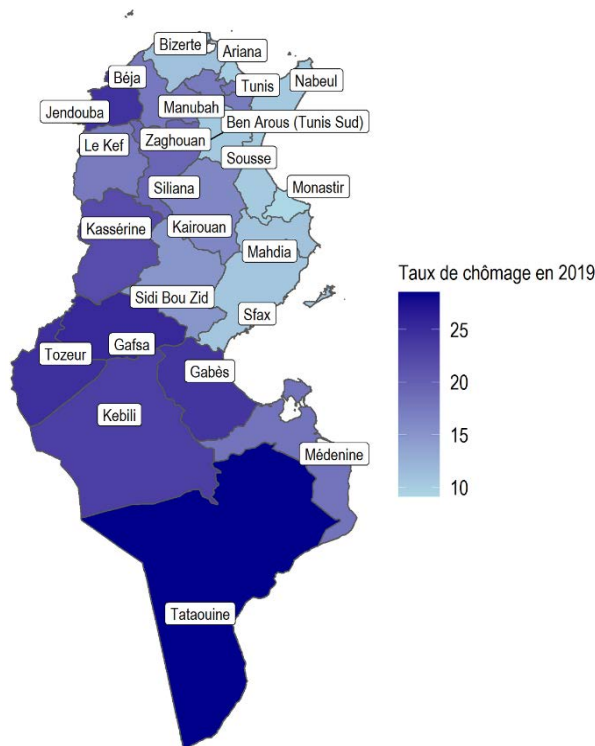 Bizerte
Ariana
Béja
Tunis
Nabeul
Manubah
Jendouba
Ben Arous (Tunis Sud)
Le Kef
Zaghouan
Sousse
Siliana
Monastir
Kassérine
Kairouan
Mahdia
Taux de chômage en 2019
Sidi Bou Zid
Sfax
25
Tozeur
Gafsa
Gabès
20
Kebili
15
Médenine
10
Tataouine